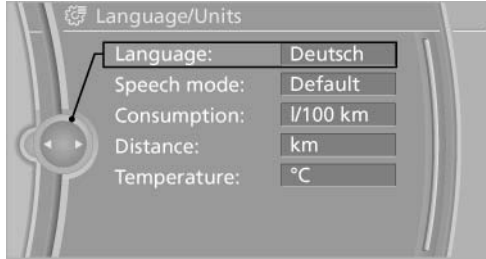 Language/Units
Language: Deutsch
Speech mode: Default
Consumption: l/100 km
Distance: km
Temperature: °C